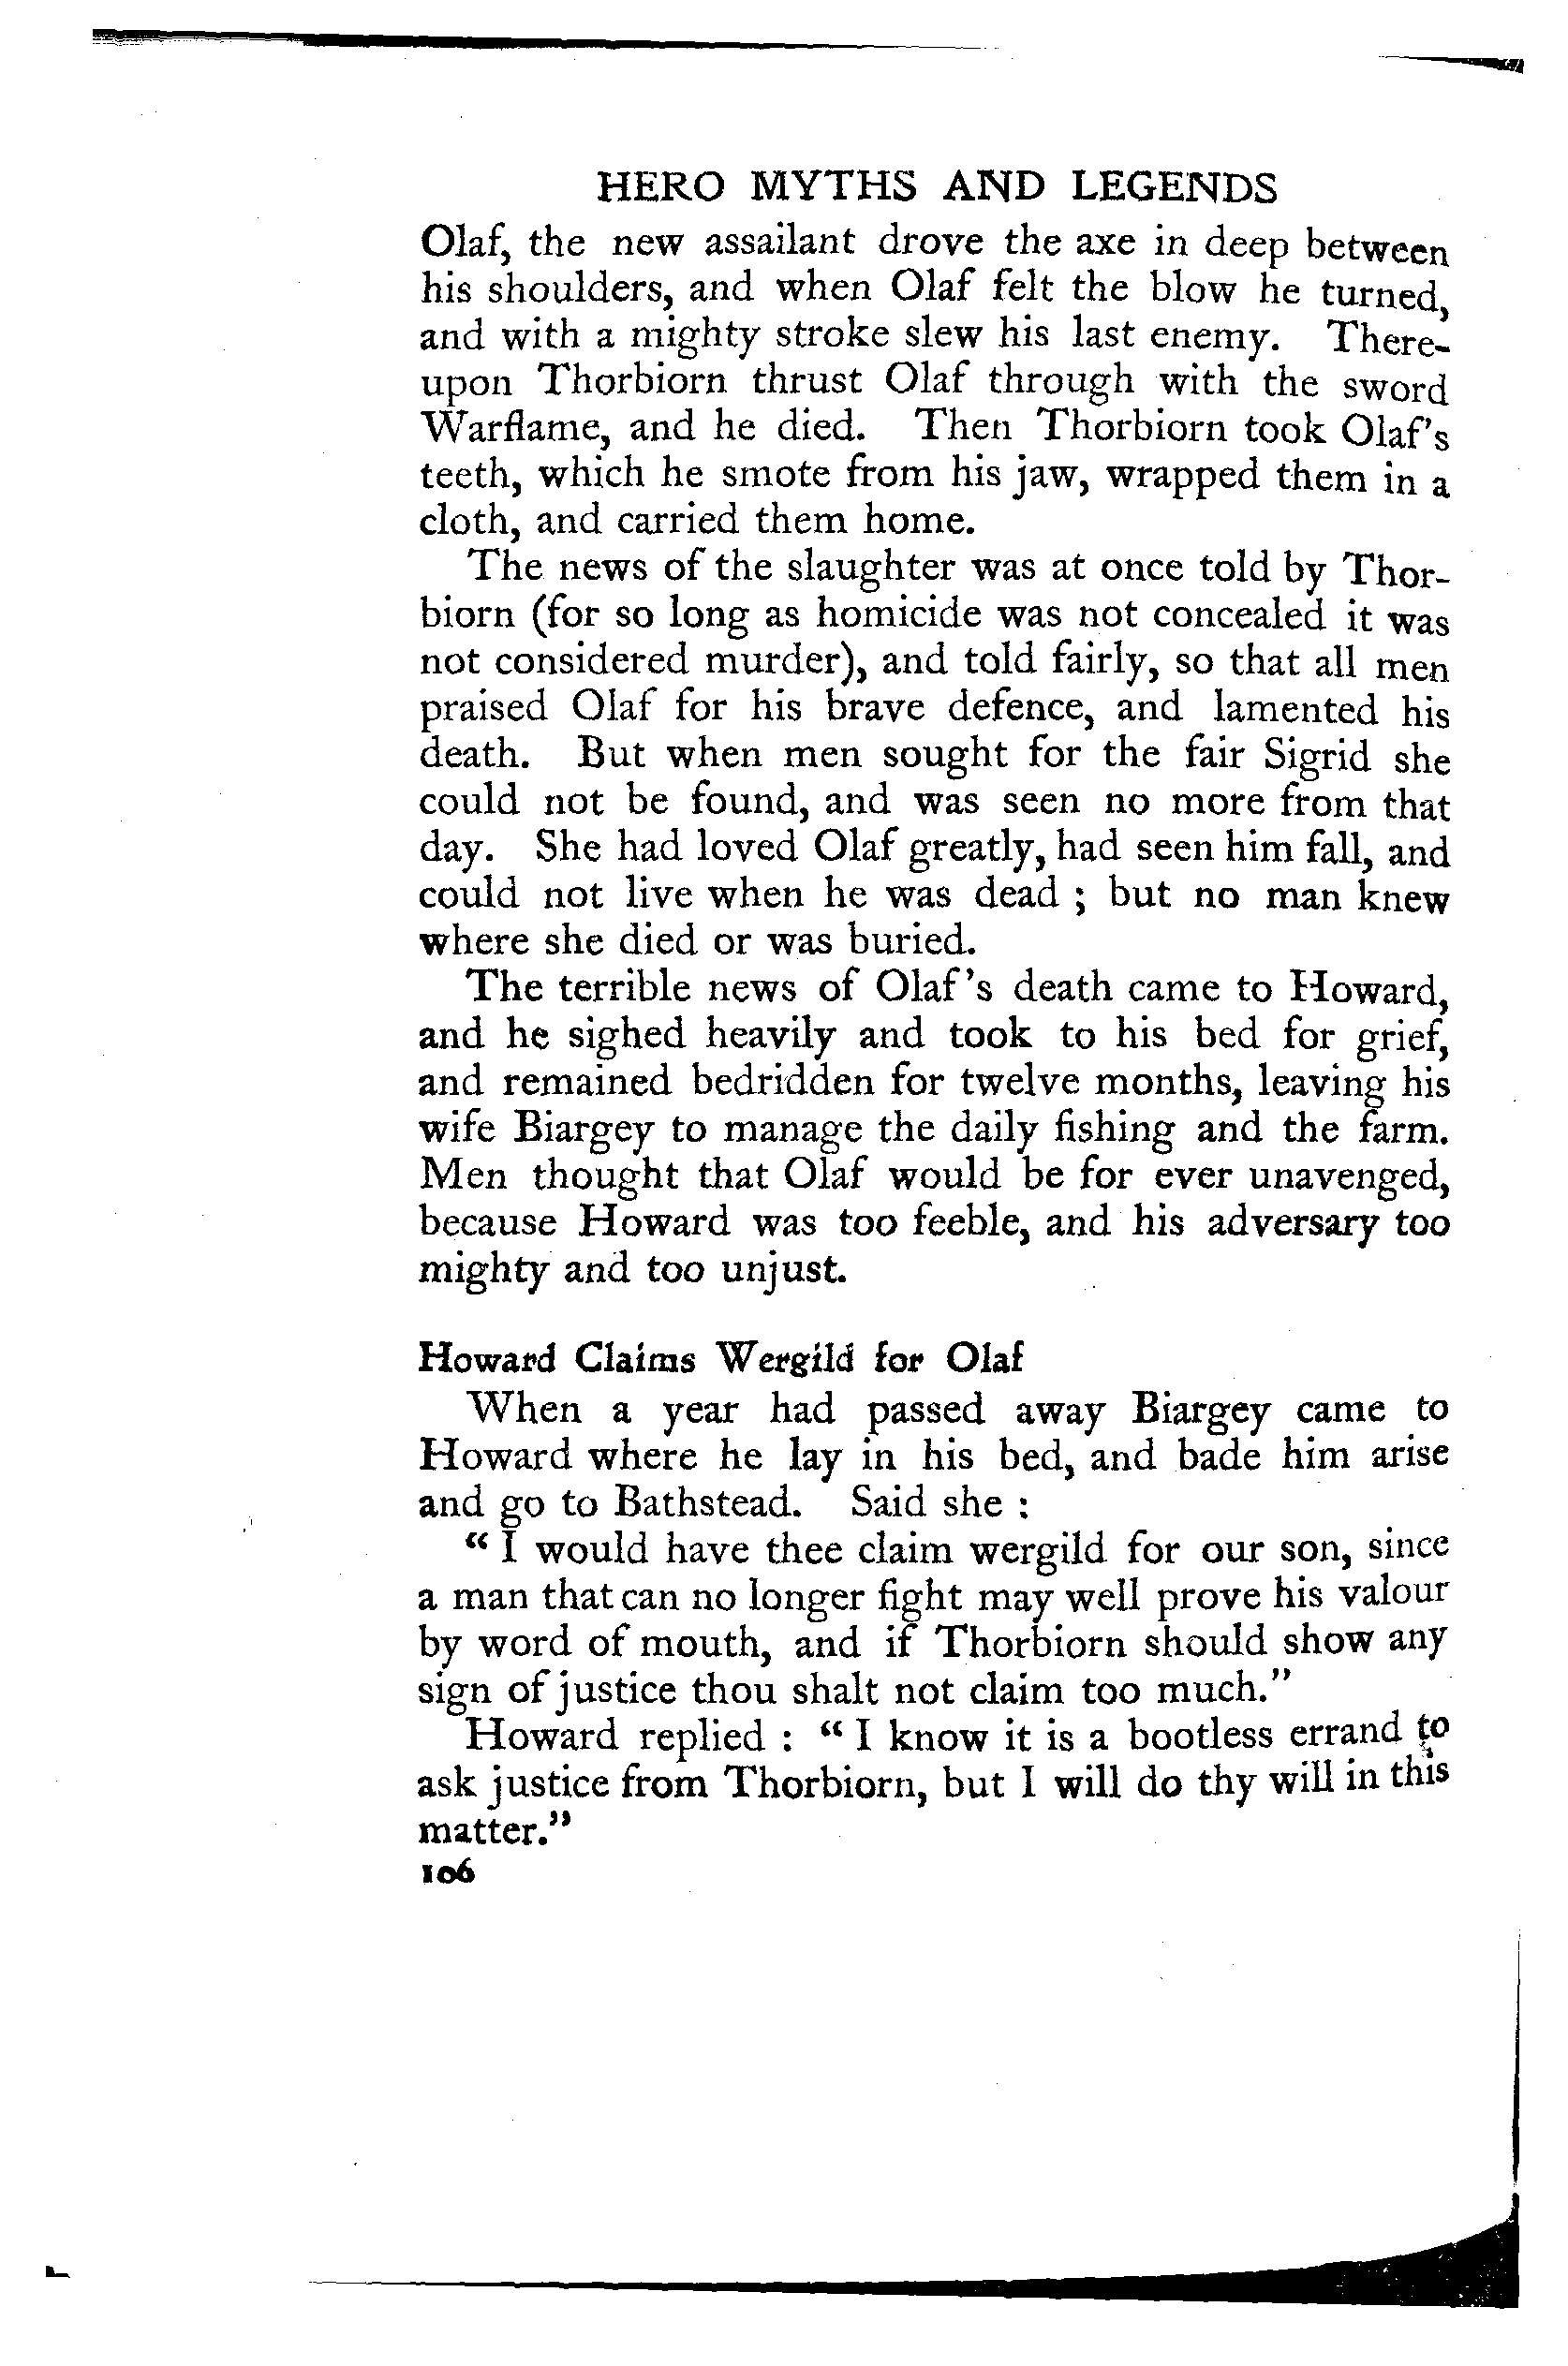 HERO MYTHS AND LEGENDS
Olaf, the new assailant drove the axe in deep between
his shoulders, and when Olaf felt the blow he turned,
and with a mighty stroke slew his last enemy. There-
upon Thorbiorn thrust Olaf through with the sword
Warflame, and he died. Then Thorbiorn took Olaf's
teeth, which he smote from his jaw, wrapped them in a
cloth, and carried them home.
The news of the slaughter was at once told by Thor-
biorn (for so long as homicide was not concealed it was
not considered murder), and told fairly, so that all men
praised Olaf for his brave defence, and lamented his
death. But when men sought for the fair Sigrid she
could not be found, and was seen no more from that
day. She had loved Olaf greatly, had seen him fall, and
could not live when he was dead ; but no man knew
where she died or was buried.
The terrible news of Olaf's death came to Howard,
and he sighed heavily and took to his bed for grief,
and remained bedridden for twelve months, leaving his
wife Biargey to manage the daily fishing and the farm.
Men thought that Olaf would be for ever unavenged,
because Howard was too feeble, and his adversary too
mighty and too unjust.
Howard Claims Wergild for Olaf
When a year had passed away Biargey came to
Howard where he lay in his bed, and bade him arise
and go to Bathstead. Said she :
" I would have thee claim wergild for our son, since
a man that can no longer fight may well prove his valour
by word of mouth, and if Thorbiorn should show any
sign of justice thou shalt not claim too much."
Howard replied : " I know it is a bootless errand to
ask justice from Thorbiorn, but I will do thy will in this
matter."
106